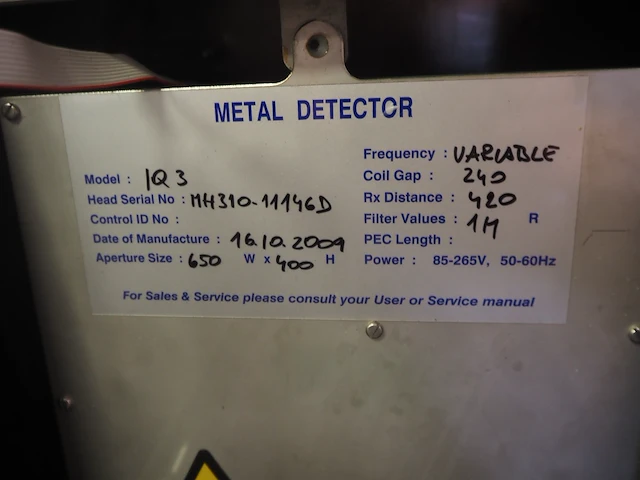 METAL DETECTOR
Model : IQ3
Head Serial No : MH310-11146D
Control ID No :
Date of Manufacture : 16.10.2009
Aperture Size : 650 W x 400 H
Frequency : VARIABLE
Coil Gap : 240
Rx Distance : 420
Filter Values : 1M R
PEC Length :
Power : 85-265V, 50-60Hz
For Sales & Service please consult your User or Service manual